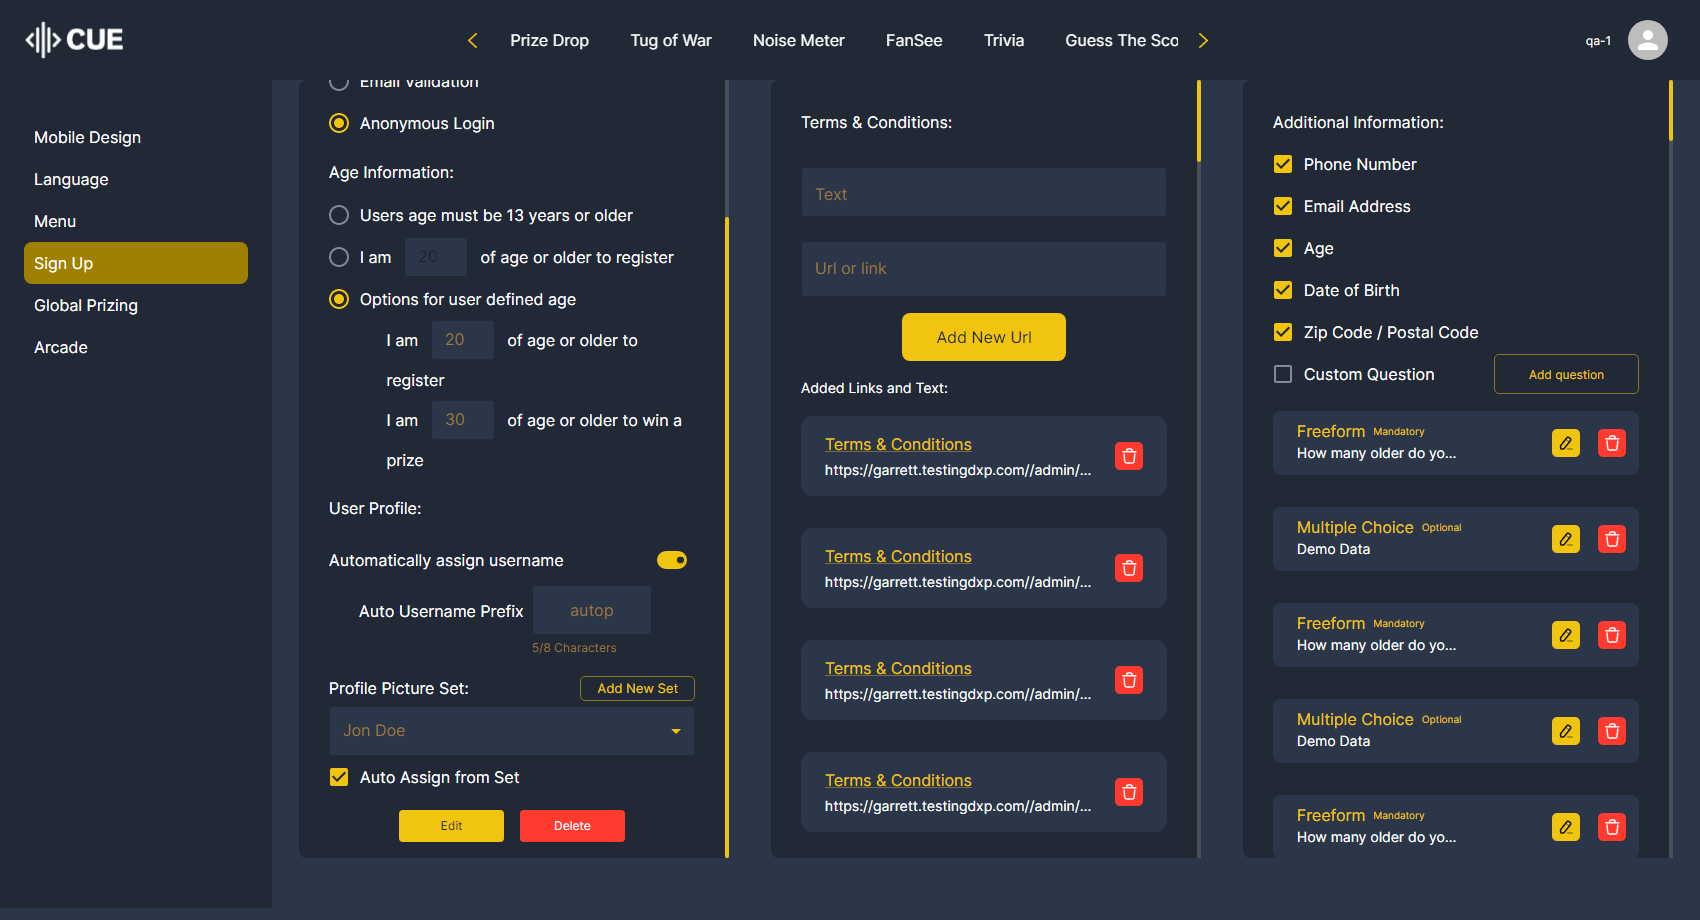 CUE
Prize Drop
Tug of War
Noise Meter
FanSee
Trivia
Guess The Sco
qa-1
Mobile Design
Language
Menu
Sign Up
Global Prizing
Arcade
Email Validation
Anonymous Login
Age Information:
Users age must be 13 years or older
I am 20 of age or older to register
Options for user defined age
I am 20 of age or older to
register
I am 30 of age or older to win a
prize
User Profile:
Automatically assign username
Auto Username Prefix autop
5/8 Characters
Profile Picture Set:
Add New Set
Jon Doe
Auto Assign from Set
Edit
Delete
Terms & Conditions:
Text
Url or link
Add New Url
Added Links and Text:
Terms & Conditions
https://garrett.testingdxp.com//admin/...
Terms & Conditions
https://garrett.testingdxp.com//admin/...
Terms & Conditions
https://garrett.testingdxp.com//admin/...
Terms & Conditions
https://garrett.testingdxp.com//admin/...
Additional Information:
Phone Number
Email Address
Age
Date of Birth
Zip Code / Postal Code
Custom Question
Add question
Freeform Mandatory
How many older do yo...
Multiple Choice Optional
Demo Data
Freeform Mandatory
How many older do yo...
Multiple Choice Optional
Demo Data
Freeform Mandatory
How many older do yo...